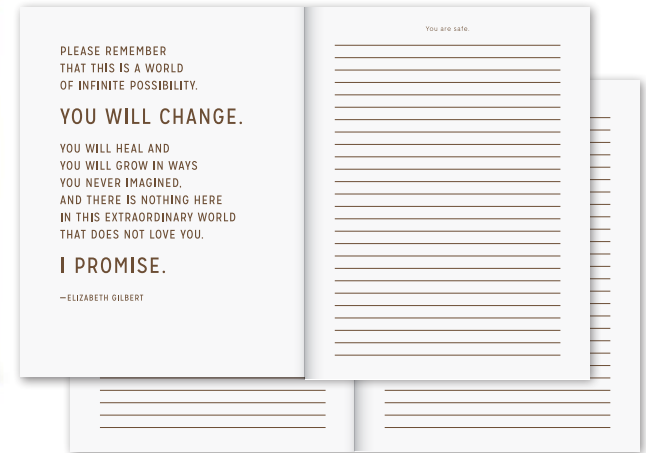 PLEASE REMEMBER
THAT THIS IS A WORLD
OF INFINITE POSSIBILITY.
YOU WILL CHANGE.
YOU WILL HEAL AND
YOU WILL GROW IN WAYS
YOU NEVER IMAGINED,
AND THERE IS NOTHING HERE
IN THIS EXTRAORDINARY WORLD
THAT DOES NOT LOVE YOU.
I PROMISE.
—ELIZABETH GILBERT
You are safe.